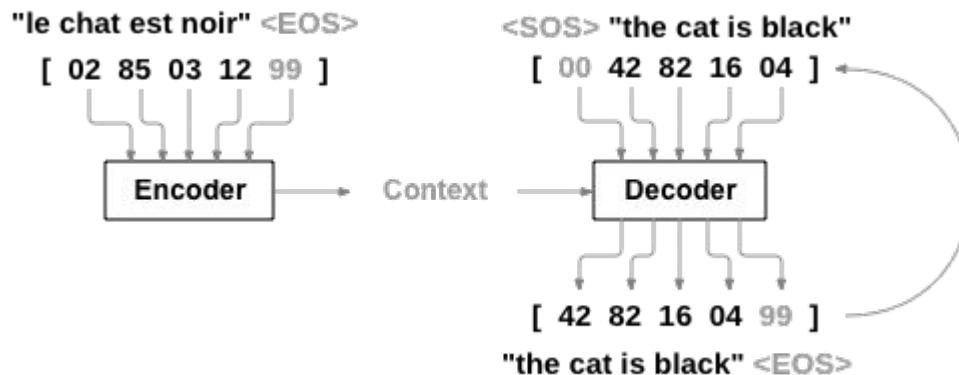 "le chat est noir" <EOS>
[ 02 85 03 12 99 ]
Encoder
Context
<SOS> "the cat is black"
[ 00 42 82 16 04 ]
Decoder
[ 42 82 16 04 99 ]
"the cat is black" <EOS>